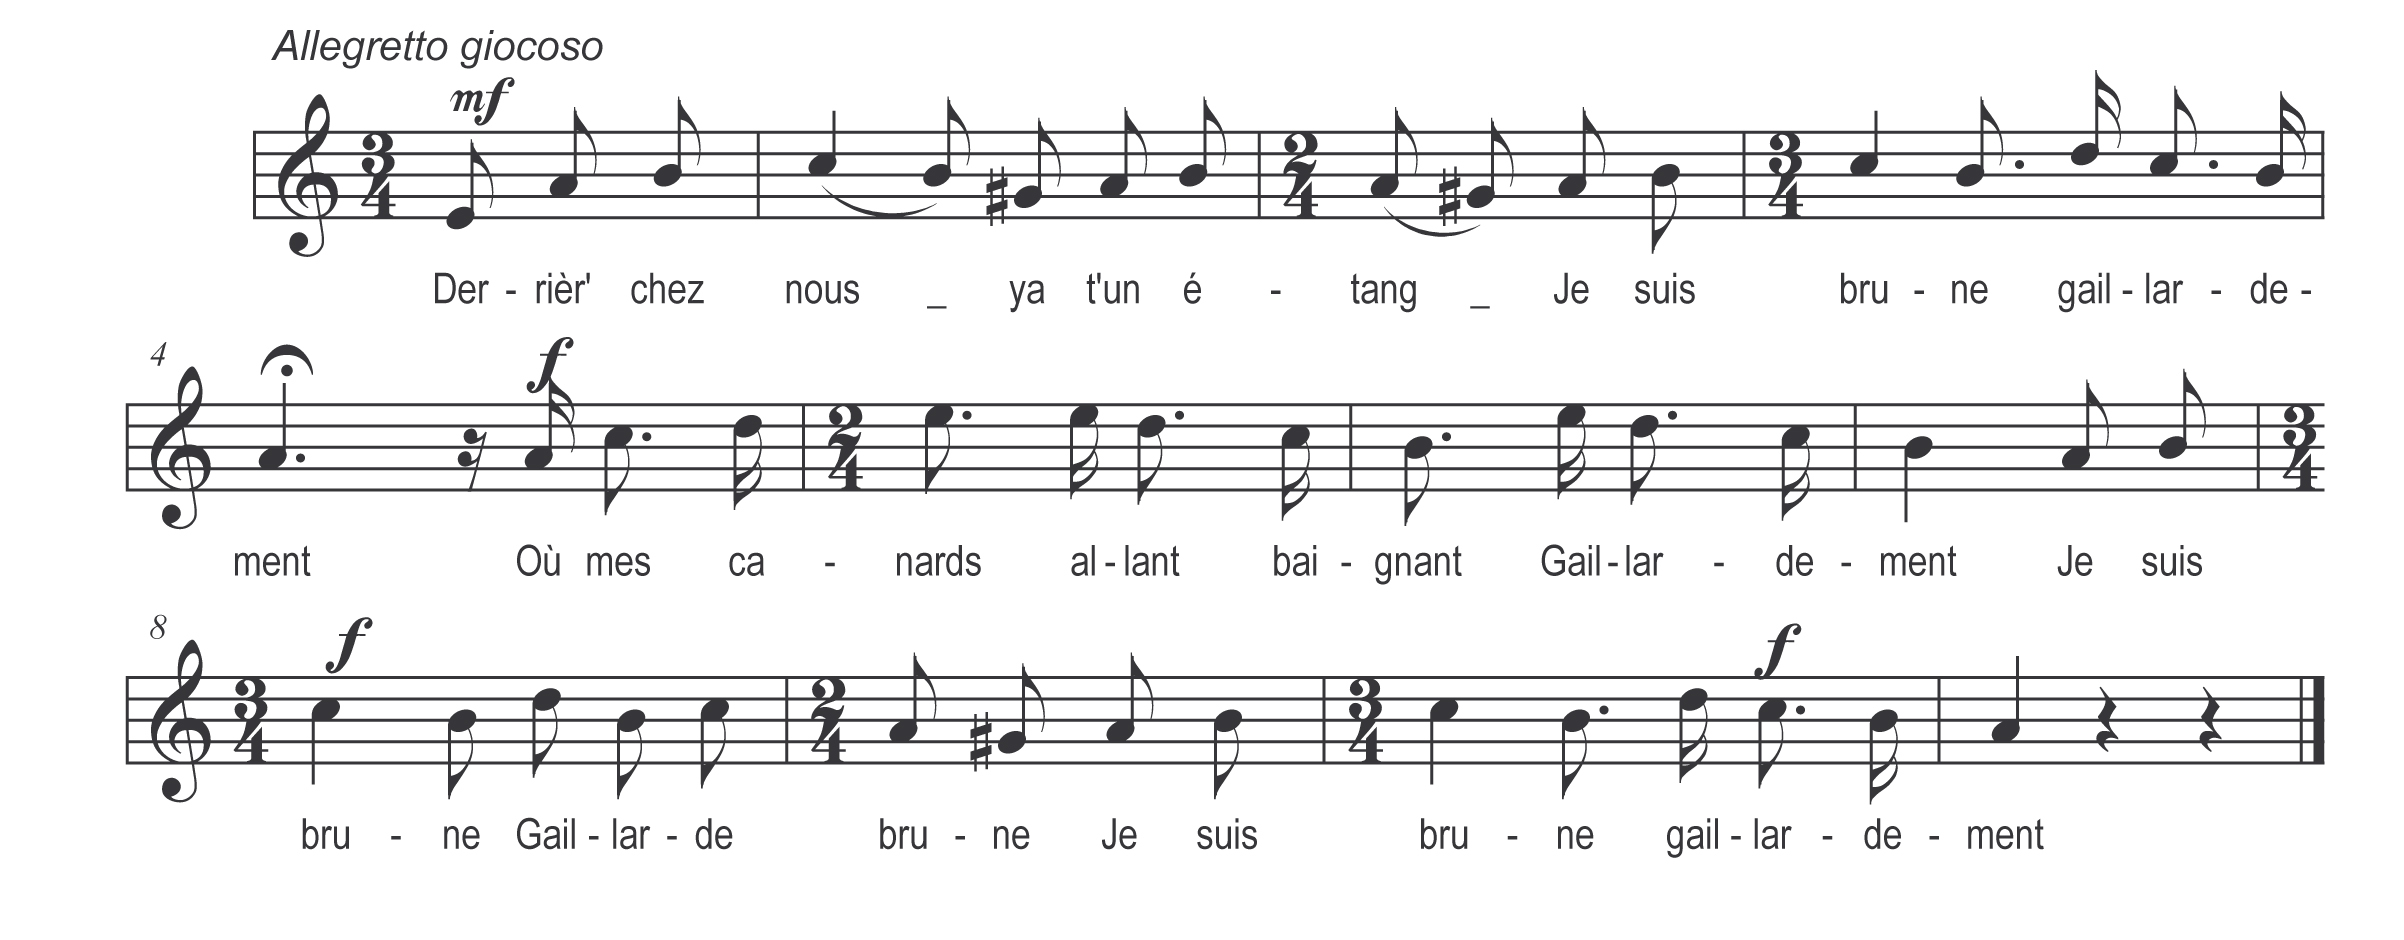 Allegretto giocoso
mf
Der - rièr' chez nous _ ya t'un é - tang _ Je suis bru - ne gail - lar - de -
4
f
ment Où mes ca - nards al - lant bai - gnant Gail - lar - de - ment Je suis
8
f f
bru - ne Gail - lar - de bru - ne Je suis bru - ne gail - lar - de - ment